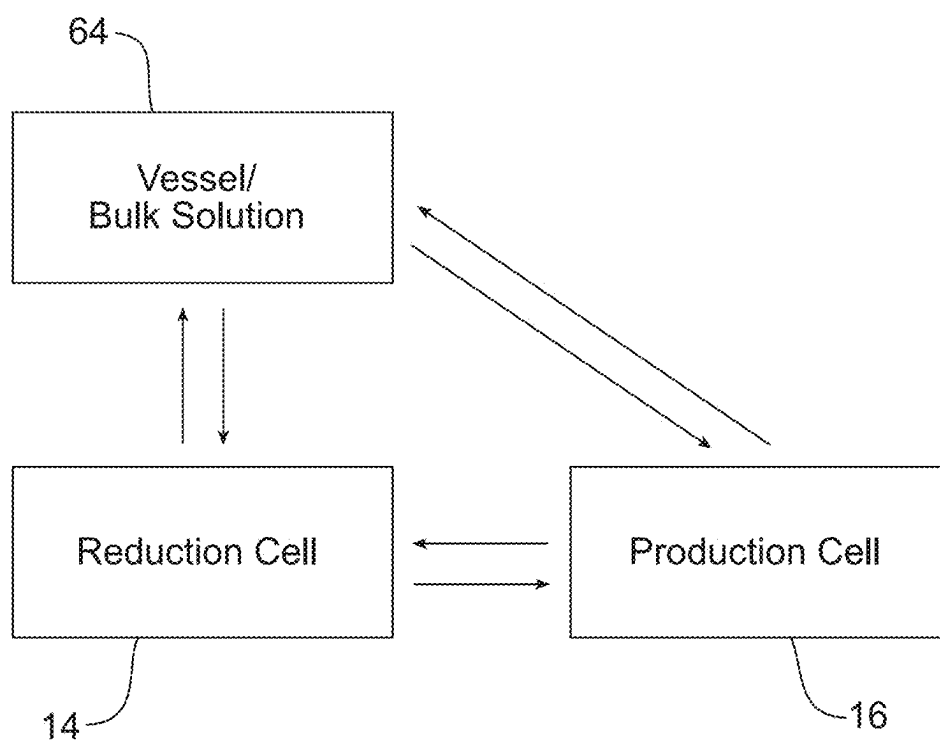 64
Vessel/
Bulk Solution
Reduction Cell
Production Cell
14
16